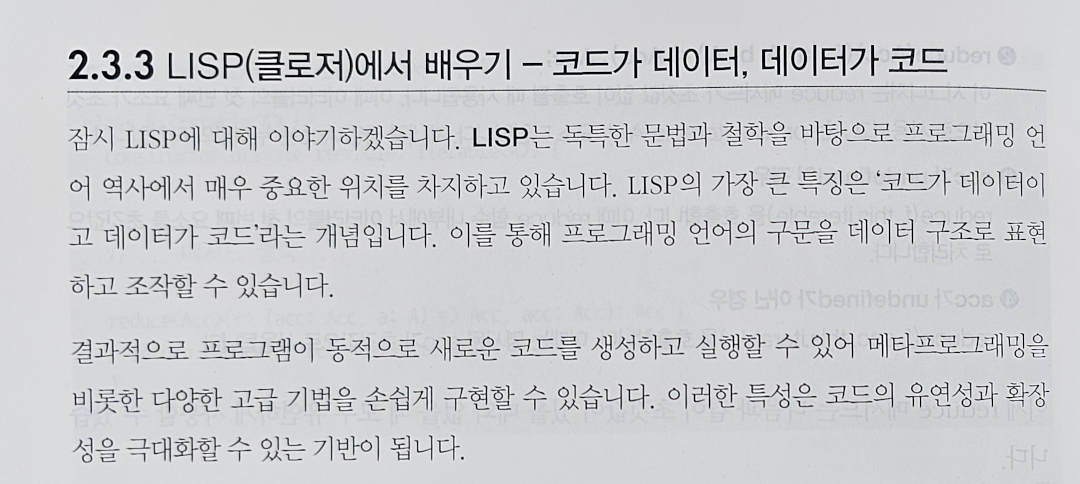 2.3.3 LISP(클로저)에서 배우기 – 코드가 데이터, 데이터가 코드
잠시 LISP에 대해 이야기하겠습니다. LISP는 독특한 문법과 철학을 바탕으로 프로그래밍 언
어 역사에서 매우 중요한 위치를 차지하고 있습니다. LISP의 가장 큰 특징은 ‘코드가 데이터이
고 데이터가 코드’라는 개념입니다. 이를 통해 프로그래밍 언어의 구문을 데이터 구조로 표현
하고 조작할 수 있습니다.
결과적으로 프로그램이 동적으로 새로운 코드를 생성하고 실행할 수 있어 메타프로그래밍을
비롯한 다양한 고급 기법을 손쉽게 구현할 수 있습니다. 이러한 특성은 코드의 유연성과 확장
성을 극대화할 수 있는 기반이 됩니다.